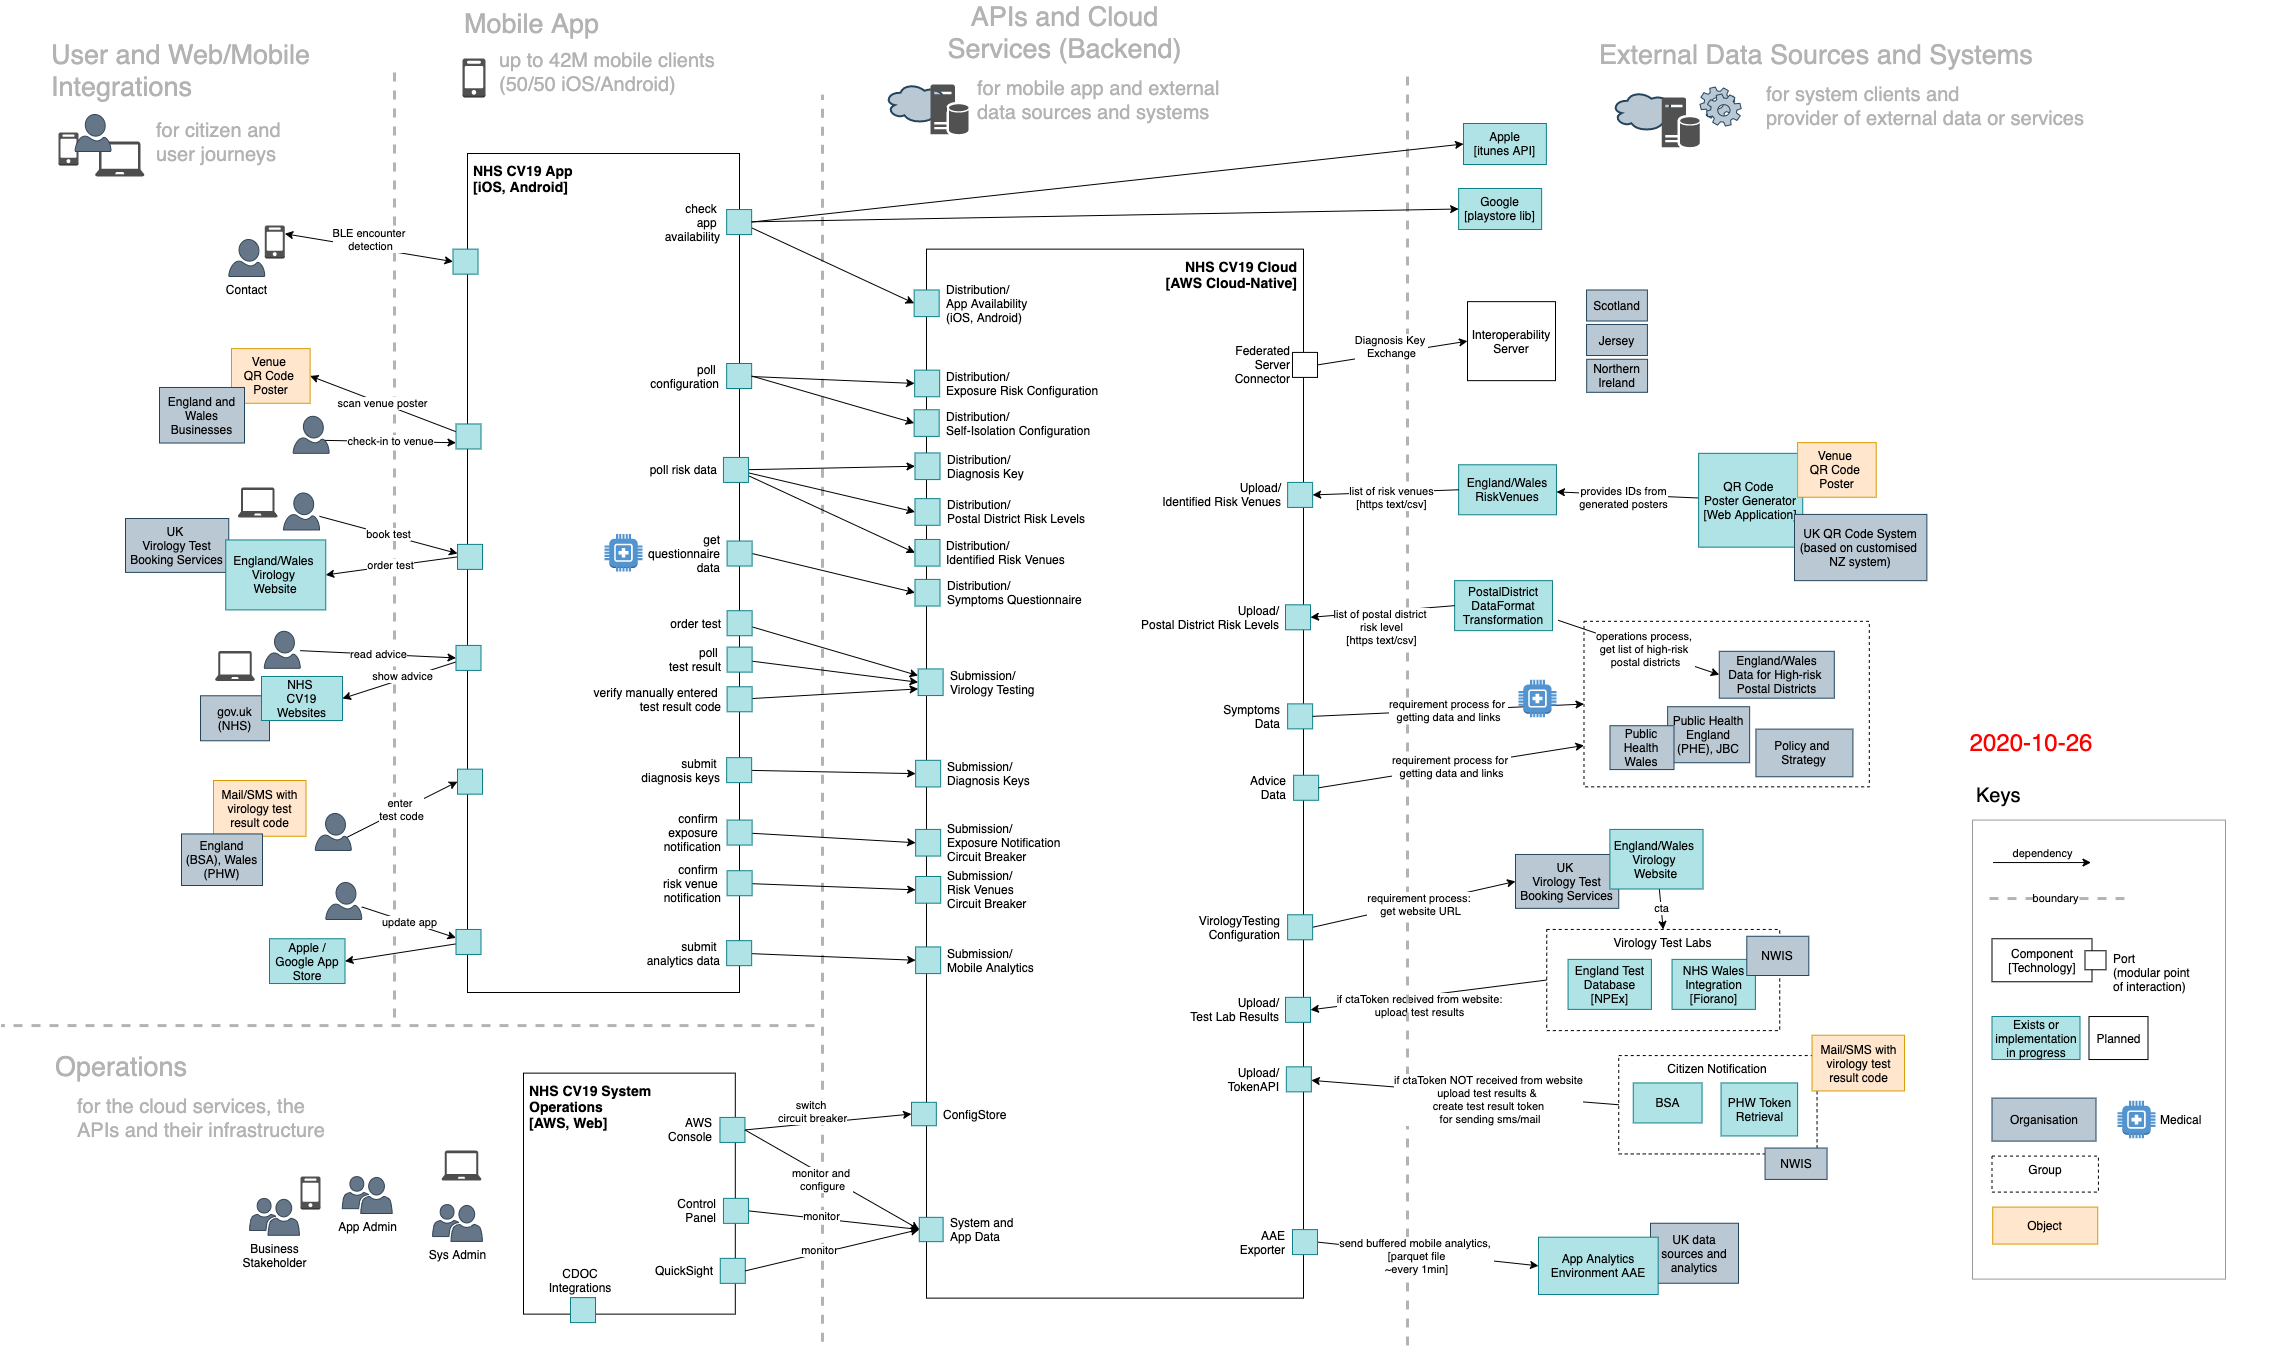 User and Web/Mobile
Integrations
for citizen and
user journeys
Mobile App
up to 42M mobile clients
(50/50 iOS/Android)
APIs and Cloud
Services (Backend)
for mobile app and external
data sources and systems
External Data Sources and Systems
for system clients and
provider of external data or services
BLE encounter
detection
Contact
Venue
QR Code
Poster
England and
Wales
Businesses
scan venue poster
check-in to venue
UK
Virology Test
Booking Services
England/Wales
Virology
Website
book test
order test
read advice
show advice
NHS
CV19
Websites
gov.uk
(NHS)
Mail/SMS with
virology test
result code
England
(BSA), Wales
(PHW)
enter
test code
update app
Apple /
Google App
Store
NHS CV19 App
[iOS, Android]
check
app
availability
poll
configuration
poll risk data
get
questionnaire
data
order test
poll
test result
verify manually entered
test result code
submit
diagnosis keys
confirm
exposure
notification
confirm
risk venue
notification
submit
analytics data
NHS CV19 Cloud
[AWS Cloud-Native]
Distribution/
App Availability
(iOS, Android)
Distribution/
Exposure Risk Configuration
Distribution/
Self-Isolation Configuration
Distribution/
Diagnosis Key
Distribution/
Postal District Risk Levels
Distribution/
Identified Risk Venues
Distribution/
Symptoms Questionnaire
Submission/
Virology Testing
Submission/
Diagnosis Keys
Submission/
Exposure Notification
Circuit Breaker
Submission/
Risk Venues
Circuit Breaker
Submission/
Mobile Analytics
ConfigStore
System and
App Data
Federated
Server
Connector
Upload/
Identified Risk Venues
Upload/
Postal District Risk Levels
Symptoms
Data
Advice
Data
VirologyTesting
Configuration
Upload/
Test Lab Results
Upload/
TokenAPI
AAE
Exporter
Apple
[itunes API]
Google
[playstore lib]
Diagnosis Key
Exchange
Interoperability
Server
Scotland
Jersey
Northern
Ireland
list of risk venues
[https text/csv]
England/Wales
RiskVenues
provides IDs from
generated posters
QR Code
Poster Generator
[Web Application]
Venue
QR Code
Poster
UK QR Code System
(based on customised
NZ system)
list of postal district
risk level
[https text/csv]
PostalDistrict
DataFormat
Transformation
operations process,
get list of high-risk
postal districts
England/Wales
Data for High-risk
Postal Districts
Public Health
England
(PHE), JBC
Public
Health
Wales
Policy and
Strategy
requirement process for
getting data and links
requirement process for
getting data and links
requirement process:
get website URL
UK
Virology Test
Booking Services
England/Wales
Virology
Website
cta
Virology Test Labs
England Test
Database
[NPEx]
NHS Wales
Integration
[Fiorano]
NWIS
if ctaToken received from website:
upload test results
if ctaToken NOT received from website
upload test results &
create test result token
for sending sms/mail
Citizen Notification
BSA
PHW Token
Retrieval
Mail/SMS with
virology test
result code
NWIS
send buffered mobile analytics,
[parquet file
~every 1min]
App Analytics
Environment AAE
UK data
sources and
analytics
Operations
for the cloud services, the
APIs and their infrastructure
Business
Stakeholder
App Admin
Sys Admin
NHS CV19 System
Operations
[AWS, Web]
AWS
Console
Control
Panel
QuickSight
CDOC
Integrations
switch
circuit breaker
monitor and
configure
monitor
monitor
2020-10-26
Keys
dependency
boundary
Component
[Technology]
Port
(modular point
of interaction)
Exists or
implementation
in progress
Planned
Organisation
Medical
Group
Object